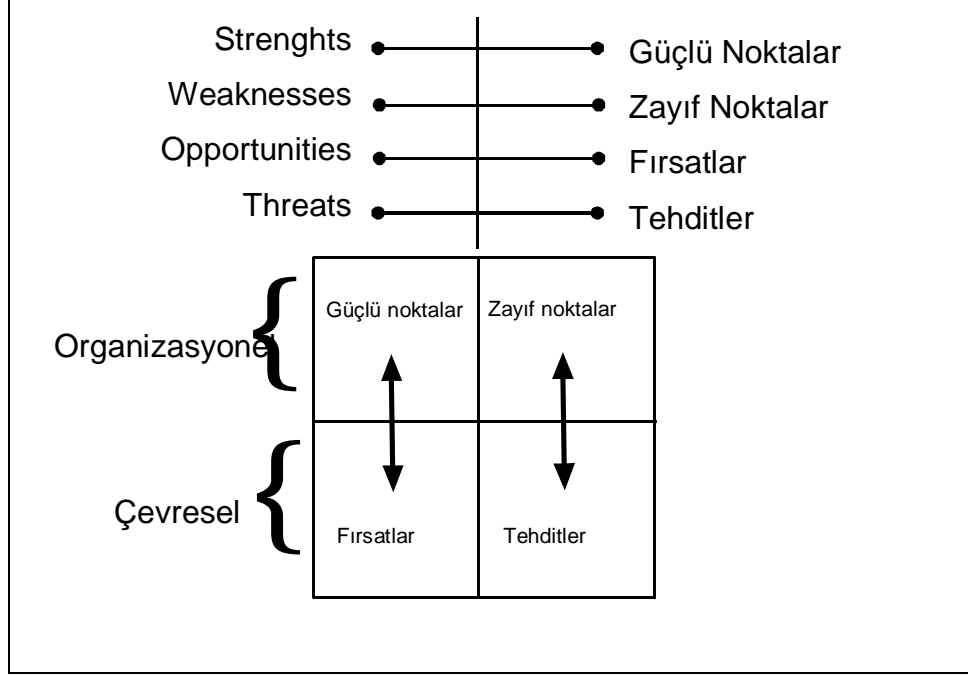 Strenghts
Güçlü Noktalar
Weaknesses
Zayıf Noktalar
Opportunities
Fırsatlar
Threats
Tehditler
Güçlü noktalar
Zayıf noktalar
Organizasyonel
Çevresel
Fırsatlar
Tehditler